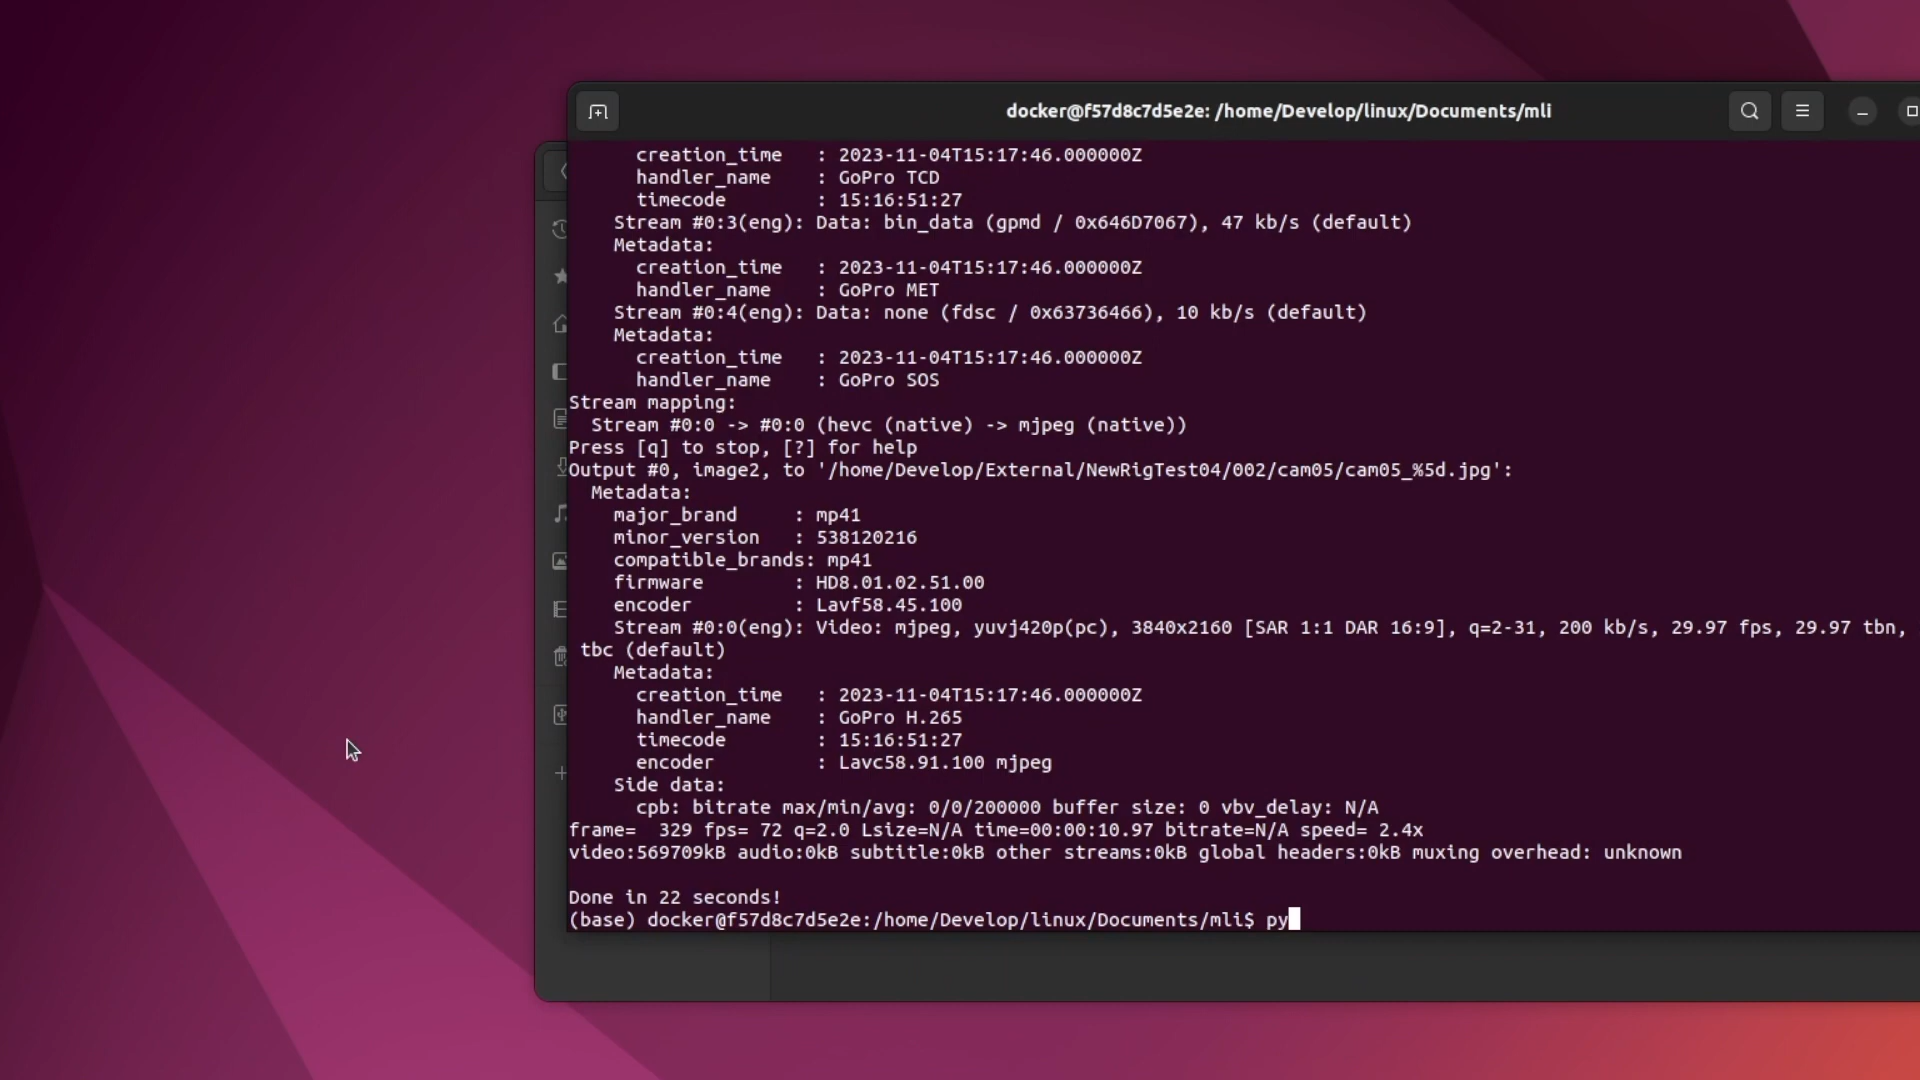 docker@f57d8c7d5e2e: /home/Develop/linux/Documents/mli
creation_time : 2023-11-04T15:17:46.000000Z
handler_name : GoPro TCD
timecode : 15:16:51:27
Stream #0:3(eng): Data: bin_data (gpmd / 0x646D7067), 47 kb/s (default)
Metadata:
creation_time : 2023-11-04T15:17:46.000000Z
handler_name : GoPro MET
Stream #0:4(eng): Data: none (fdsc / 0x63736466), 10 kb/s (default)
Metadata:
creation_time : 2023-11-04T15:17:46.000000Z
handler_name : GoPro SOS
Stream mapping:
Stream #0:0 -> #0:0 (hevc (native) -> mjpeg (native))
Press [q] to stop, [?] for help
Output #0, image2, to '/home/Develop/External/NewRigTest04/002/cam05/cam05_%5d.jpg':
Metadata:
major_brand : mp41
minor_version : 538120216
compatible_brands: mp41
firmware : HD8.01.02.51.00
encoder : Lavf58.45.100
Stream #0:0(eng): Video: mjpeg, yuvj420p(pc), 3840x2160 [SAR 1:1 DAR 16:9], q=2-31, 200 kb/s, 29.97 fps, 29.97 tbn,
tbc (default)
Metadata:
creation_time : 2023-11-04T15:17:46.000000Z
handler_name : GoPro H.265
timecode : 15:16:51:27
encoder : Lavc58.91.100 mjpeg
Side data:
cpb: bitrate max/min/avg: 0/0/200000 buffer size: 0 vbv_delay: N/A
frame= 329 fps= 72 q=2.0 Lsize=N/A time=00:00:10.97 bitrate=N/A speed= 2.4x
video:569709kB audio:0kB subtitle:0kB other streams:0kB global headers:0kB muxing overhead: unknown
Done in 22 seconds!
(base) docker@f57d8c7d5e2e:/home/Develop/linux/Documents/mli$ py